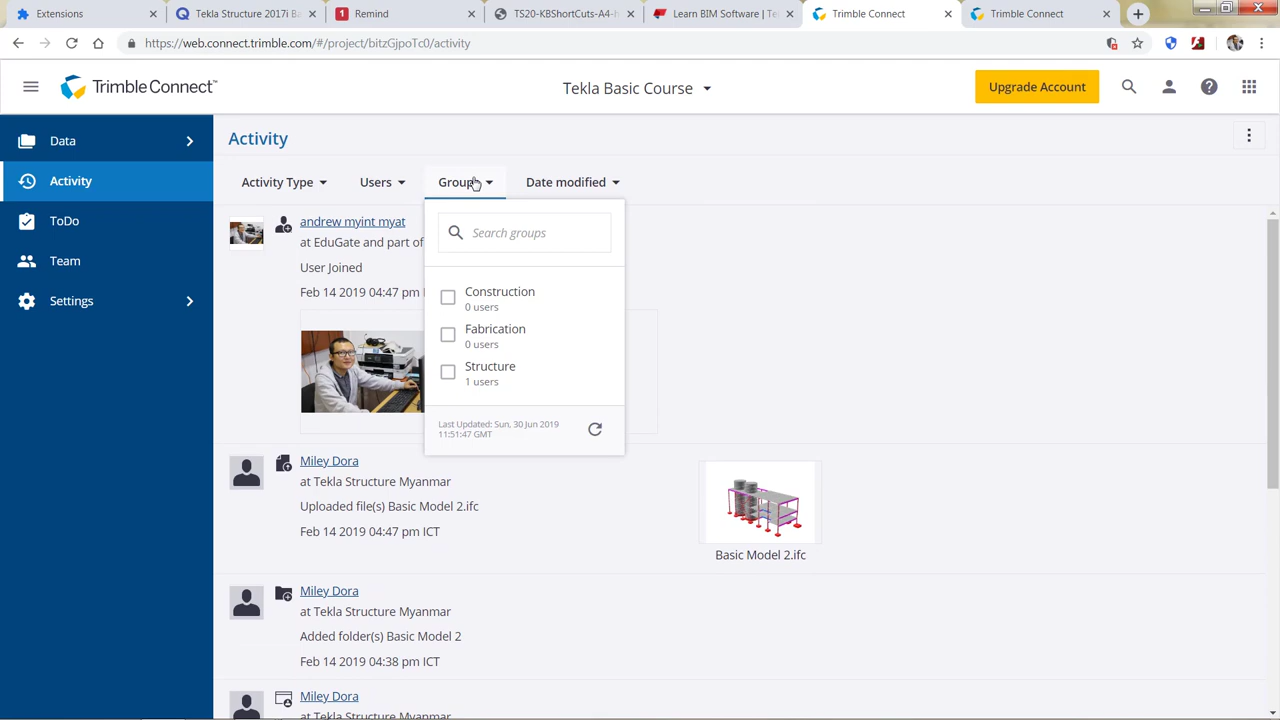 Extensions
Tekla Structure 2017i Ba
Remind
TS20-KBShortCuts-A4-
Learn BIM Software | Te
Trimble Connect
Trimble Connect
https://web.connect.trimble.com/#/project/bitzGjpoTc0/activity
Trimble Connect™
Tekla Basic Course
Upgrade Account
Data
Activity
ToDo
Team
Settings
Activity
Activity Type
Users
Groups
Date modified
Search groups
Construction
0 users
Fabrication
0 users
Structure
1 users
Last Updated: Sun, 30 Jun 2019
11:51:47 GMT
andrew myint myat
at EduGate and part of
User Joined
Feb 14 2019 04:47 pm
Miley Dora
at Tekla Structure Myanmar
Uploaded file(s) Basic Model 2.ifc
Feb 14 2019 04:47 pm ICT
Basic Model 2.ifc
Miley Dora
at Tekla Structure Myanmar
Added folder(s) Basic Model 2
Feb 14 2019 04:38 pm ICT
Miley Dora
at Tekla Structure Myanmar